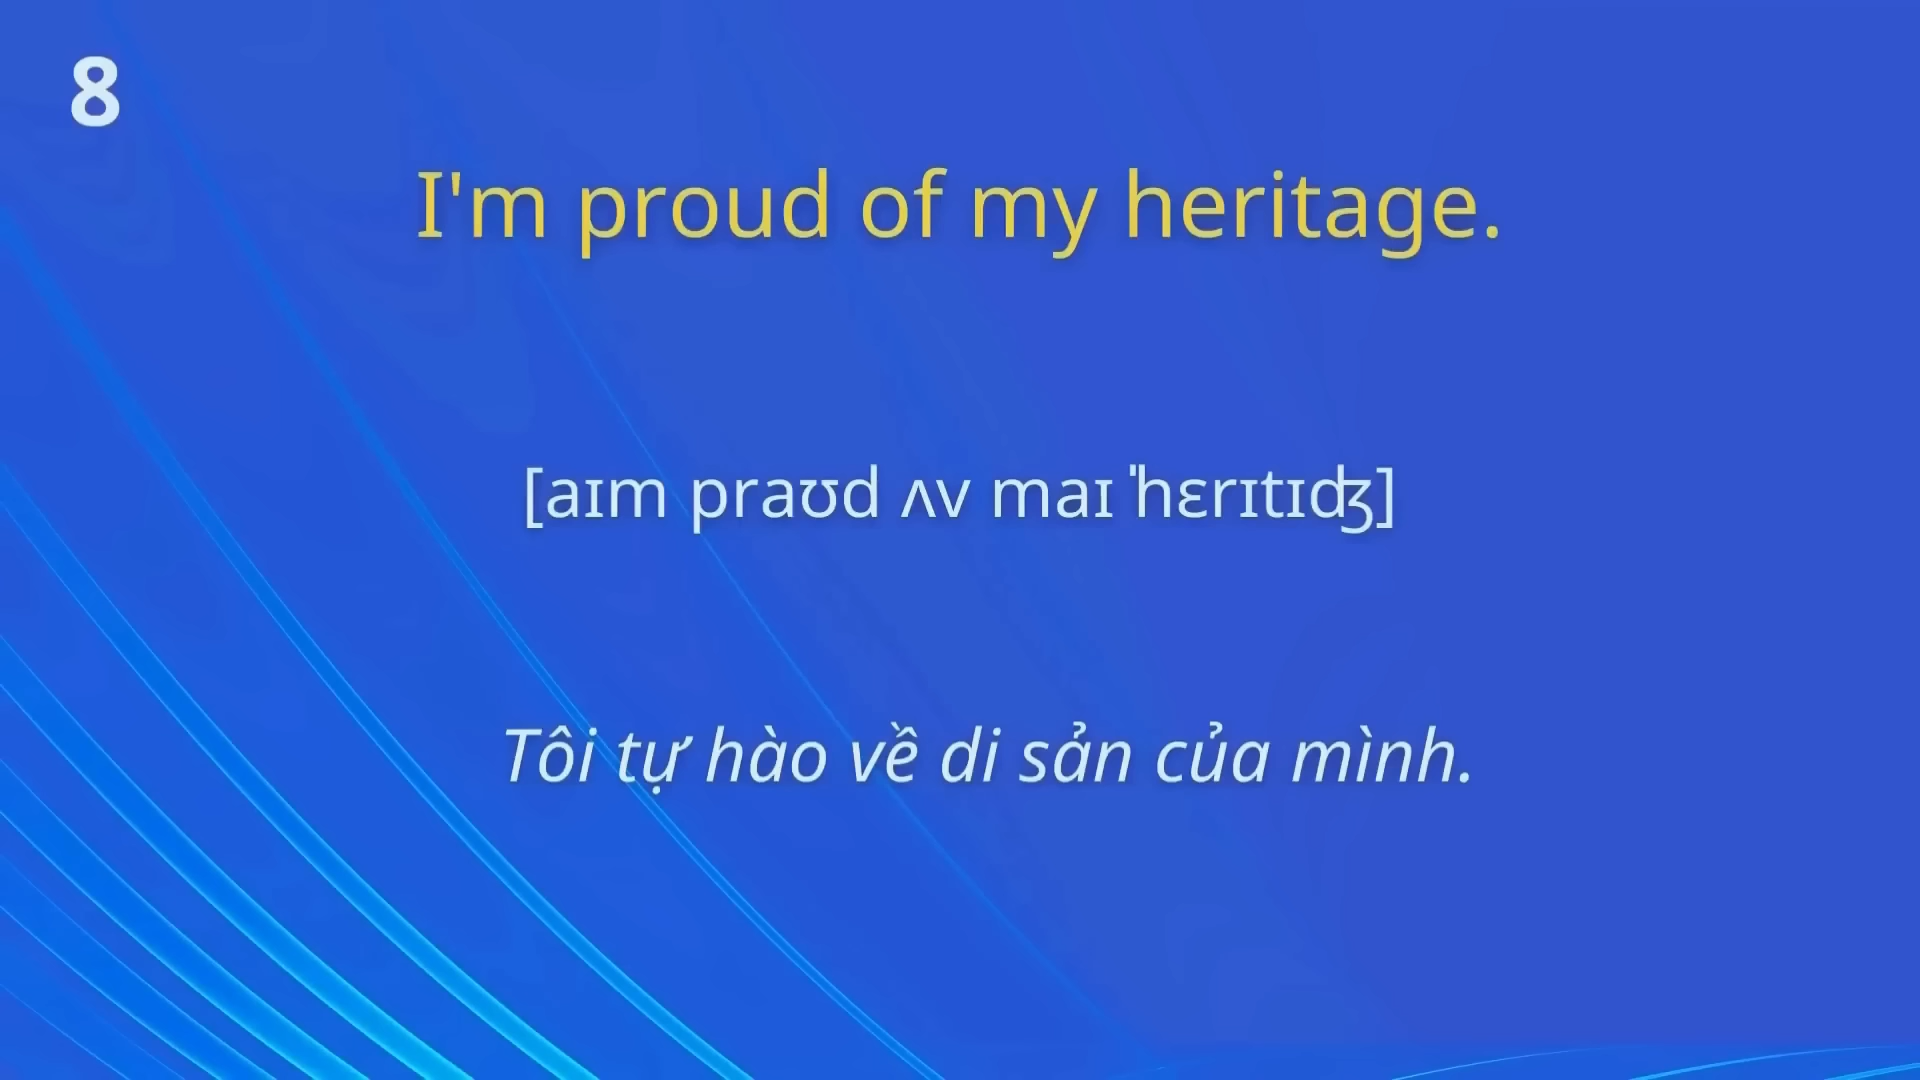 8
I'm proud of my heritage.
[aɪm praʊd ʌv maɪ ˈhɛrɪtɪʤ]
Tôi tự hào về di sản của mình.